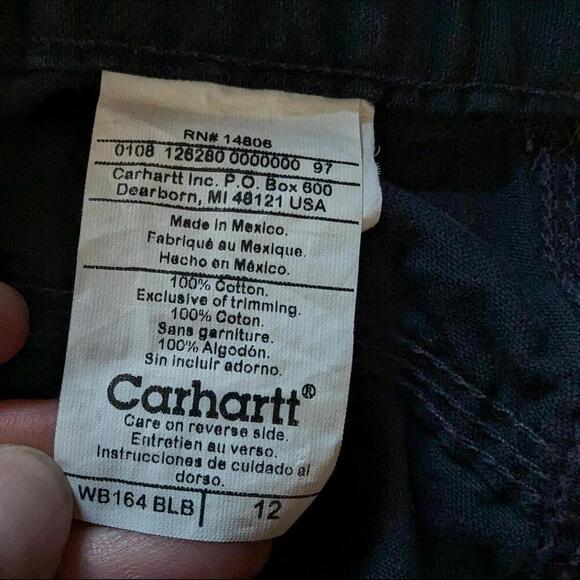 RN# 14806
0108 126280 0000000 97
Carhartt Inc. P.O. Box 600
Dearborn, MI 48121 USA
Made in Mexico.
Fabriqué au Mexique.
Hecho en México.
100% Cotton.
Exclusive of trimming.
100% Coton.
Sans garniture.
100% Algodón.
Sin incluir adorno.
Carhartt®
Care on reverse side.
Entretien au verso.
Instrucciones de cuidado al
dorso.
WB164 BLB 12